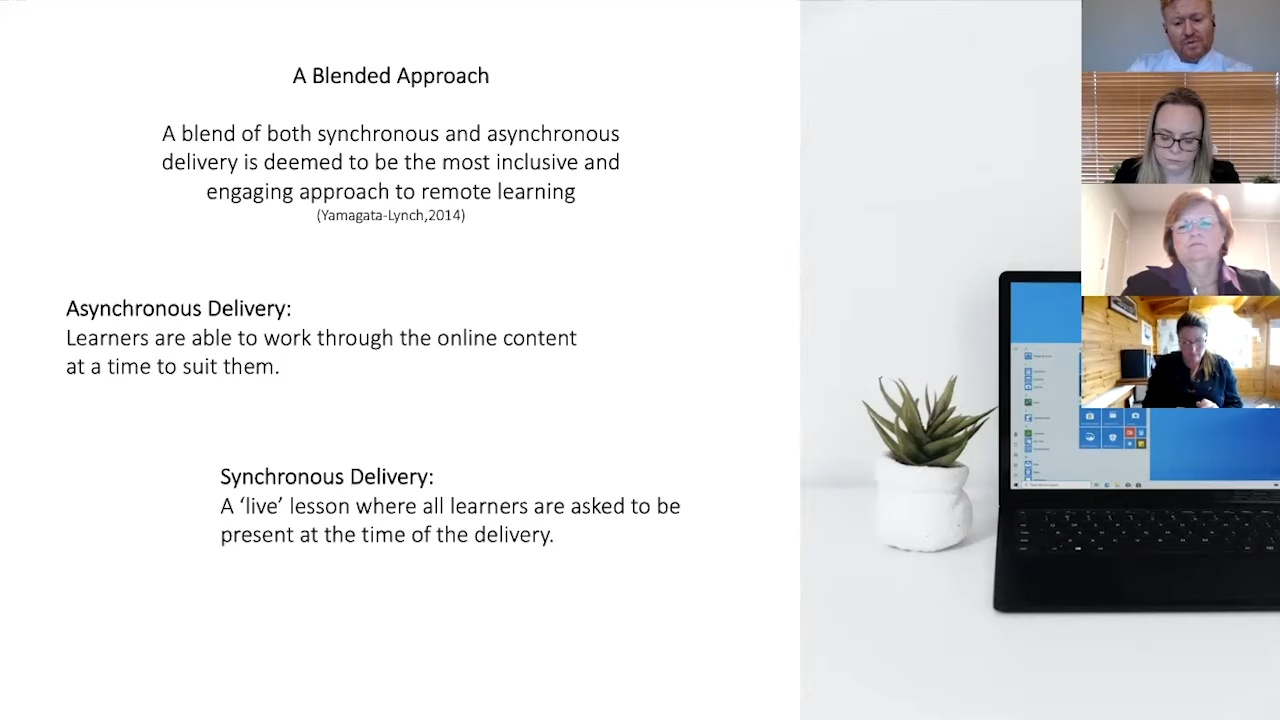 A Blended Approach
A blend of both synchronous and asynchronous
delivery is deemed to be the most inclusive and
engaging approach to remote learning
(Yamagata-Lynch,2014)
Asynchronous Delivery:
Learners are able to work through the online content
at a time to suit them.
Synchronous Delivery:
A ‘live’ lesson where all learners are asked to be
present at the time of the delivery.